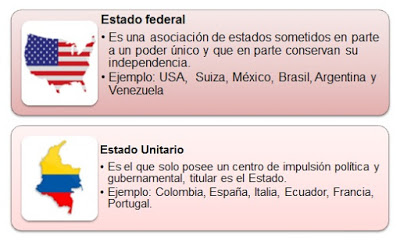 Estado federal
• Es una asociación de estados sometidos en parte
a un poder único y que en parte conservan su
independencia.
• Ejemplo: USA, Suiza, México, Brasil, Argentina y
Venezuela
Estado Unitario
• Es el que solo posee un centro de impulsión política y
gubernamental, titular es el Estado.
• Ejemplo: Colombia, España, Italia, Ecuador, Francia,
Portugal.